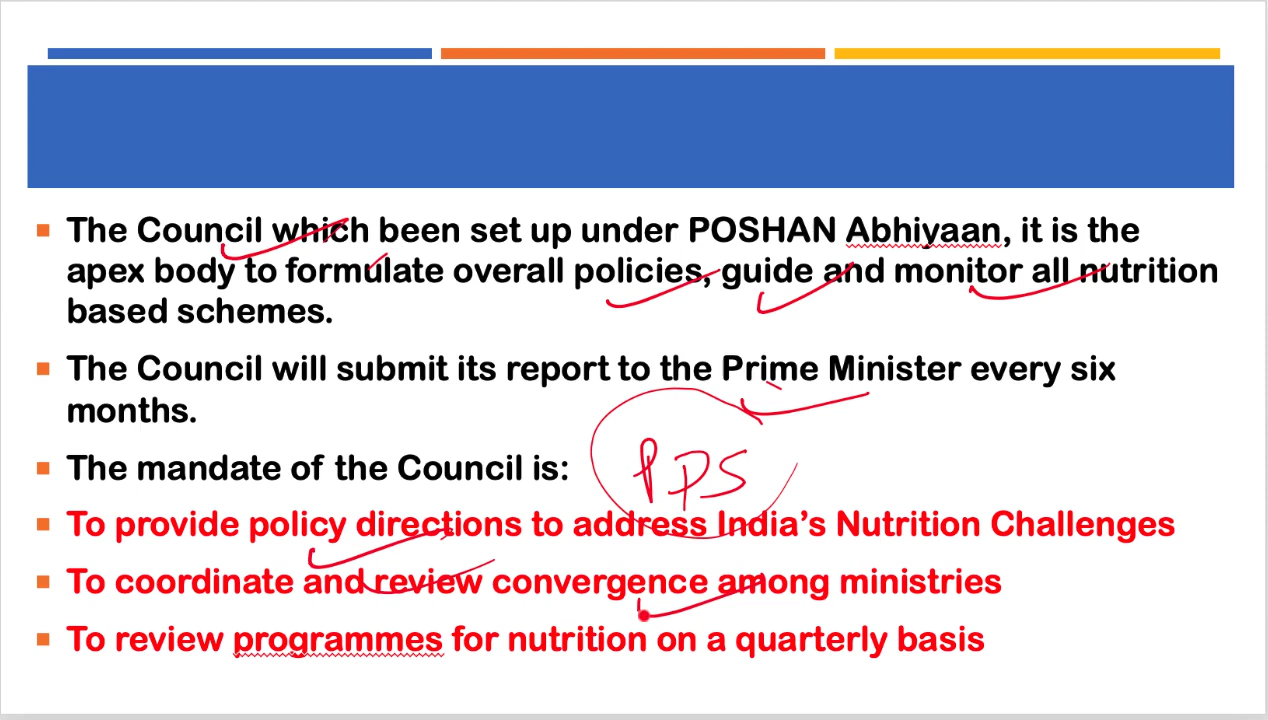 The Council which been set up under POSHAN Abhiyaan, it is the
apex body to formulate overall policies, guide and monitor all nutrition
based schemes.
The Council will submit its report to the Prime Minister every six
months.
PPS
The mandate of the Council is:
To provide policy directions to address India’s Nutrition Challenges
To coordinate and review convergence among ministries
To review programmes for nutrition on a quarterly basis